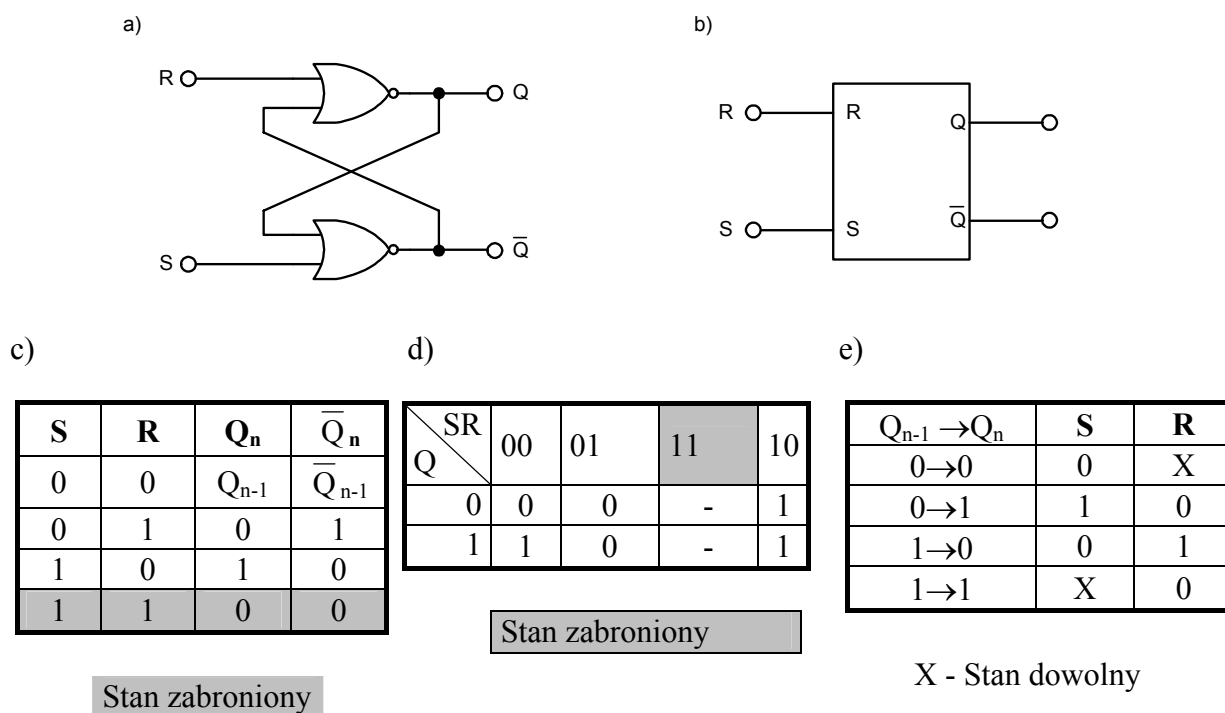 a)
b)
R
Q
S
Q̅
R
R
Q
S
S
Q̅
c)
d)
e)
S R Qn Q̅n
0 0 Qn-1 Q̅n-1
0 1 0 1
1 0 1 0
1 1 0 0
Stan zabroniony
SR
Q
00 01 11 10
0 0 0 - 1
1 1 0 - 1
Stan zabroniony
Qn-1 →Qn S R
0→0 0 X
0→1 1 0
1→0 0 1
1→1 X 0
X - Stan dowolny